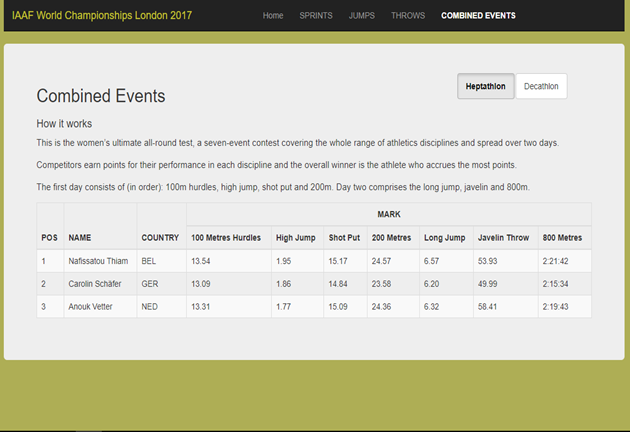 IAAF World Championships London 2017 Home SPRINTS JUMPS THROWS COMBINED EVENTS
Combined Events
Heptathlon Decathlon
How it works
This is the women's ultimate all-round test, a seven-event contest covering the whole range of athletics disciplines and spread over two days.
Competitors earn points for their performance in each discipline and the overall winner is the athlete who accrues the most points.
The first day consists of (in order): 100m hurdles, high jump, shot put and 200m. Day two comprises the long jump, javelin and 800m.
MARK
POS NAME COUNTRY 100 Metres Hurdles High Jump Shot Put 200 Metres Long Jump Javelin Throw 800 Metres
1 Nafissatou Thiam BEL 13.54 1.95 15.17 24.57 6.57 53.93 2:21:42
2 Carolin Schäfer GER 13.09 1.86 14.84 23.58 6.20 49.99 2:15:34
3 Anouk Vetter NED 13.31 1.77 15.09 24.36 6.32 58.41 2:19:43